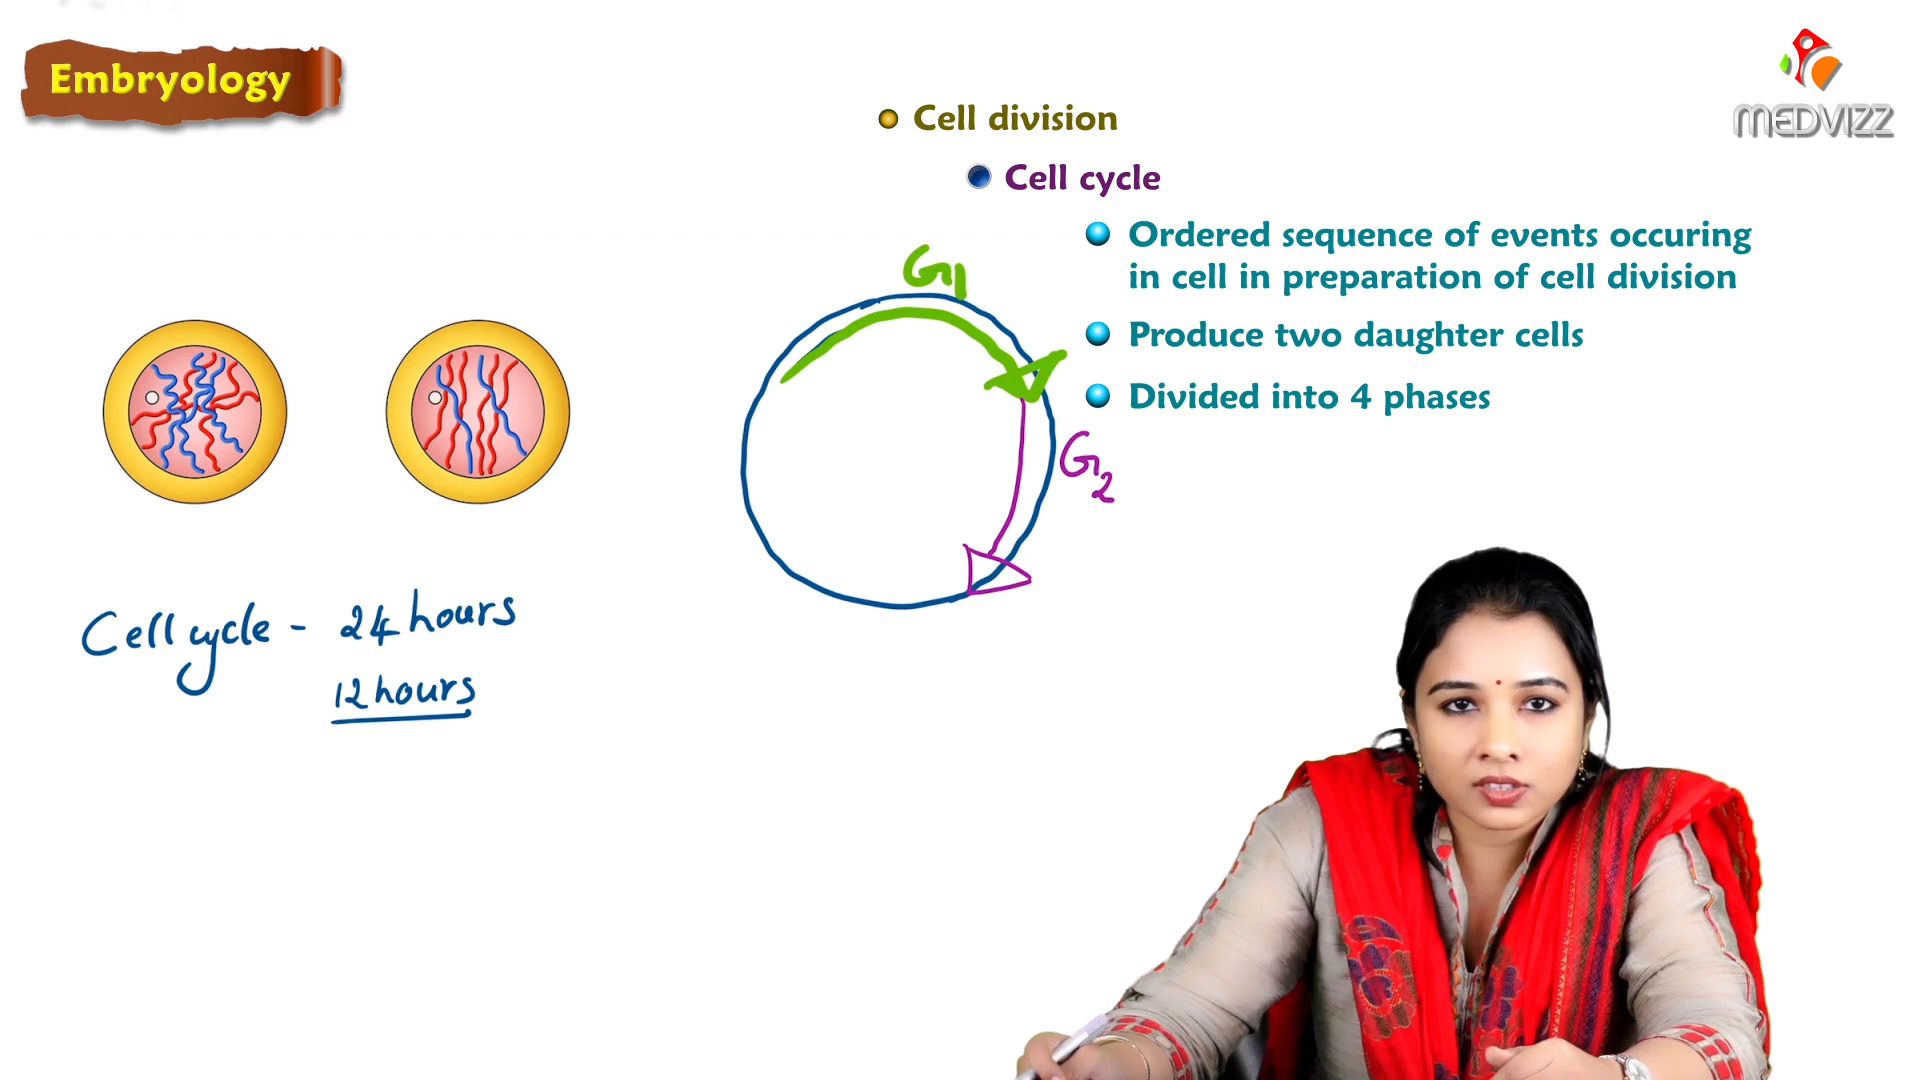 Embryology
MEDVIZZ
Cell division
Cell cycle
Ordered sequence of events occuring
in cell in preparation of cell division
Produce two daughter cells
Divided into 4 phases
G1
G2
Cell cycle - 24 hours
12 hours